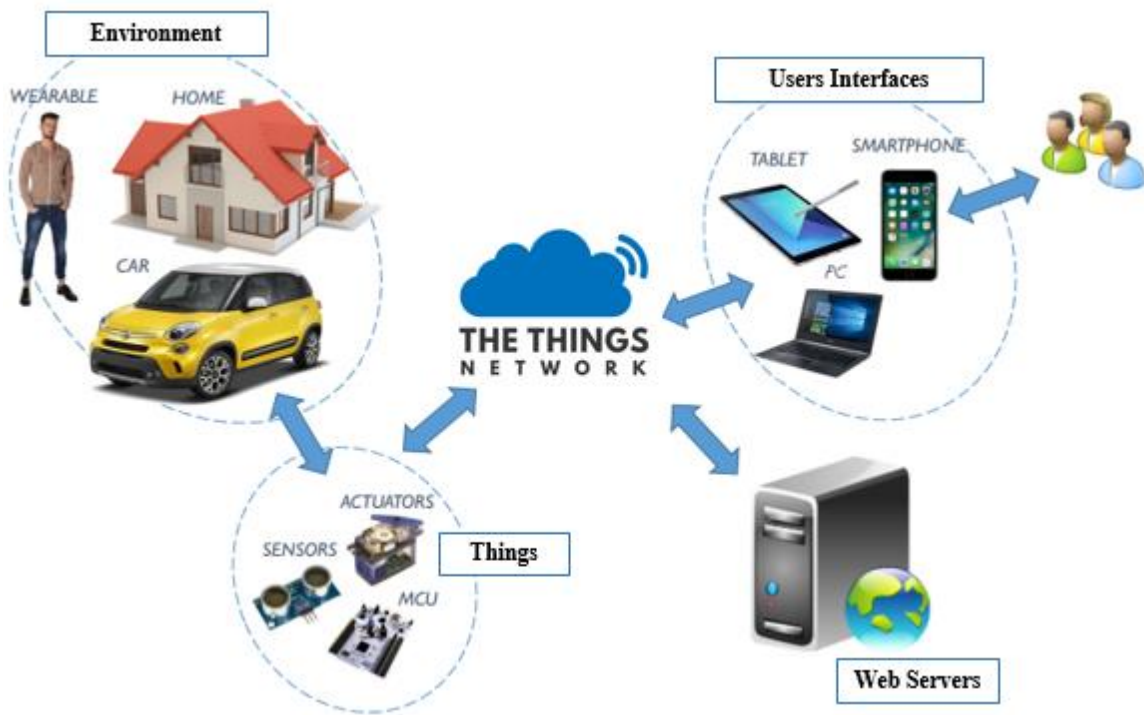 Environment
WEARABLE
HOME
CAR
Users Interfaces
TABLET
SMARTPHONE
PC
THE THINGS
NETWORK
ACTUATORS
SENSORS
MCU
Things
Web Servers